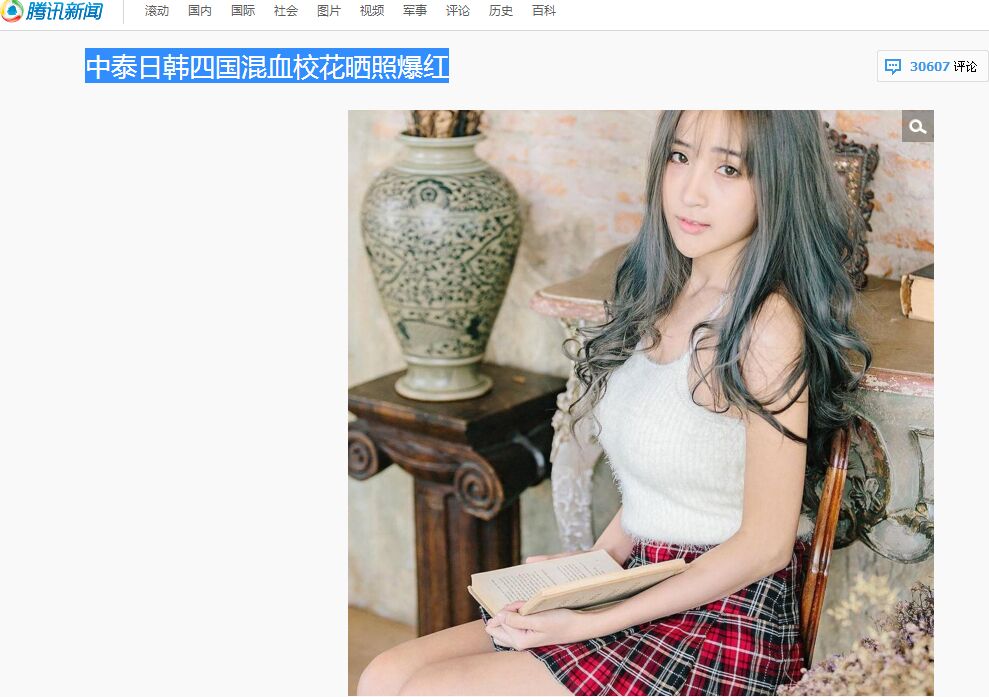 腾讯新闻
滚动 国内 国际 社会 图片 视频 军事 评论 历史 百科
中泰日韩四国混血校花晒照爆红
30607 评论